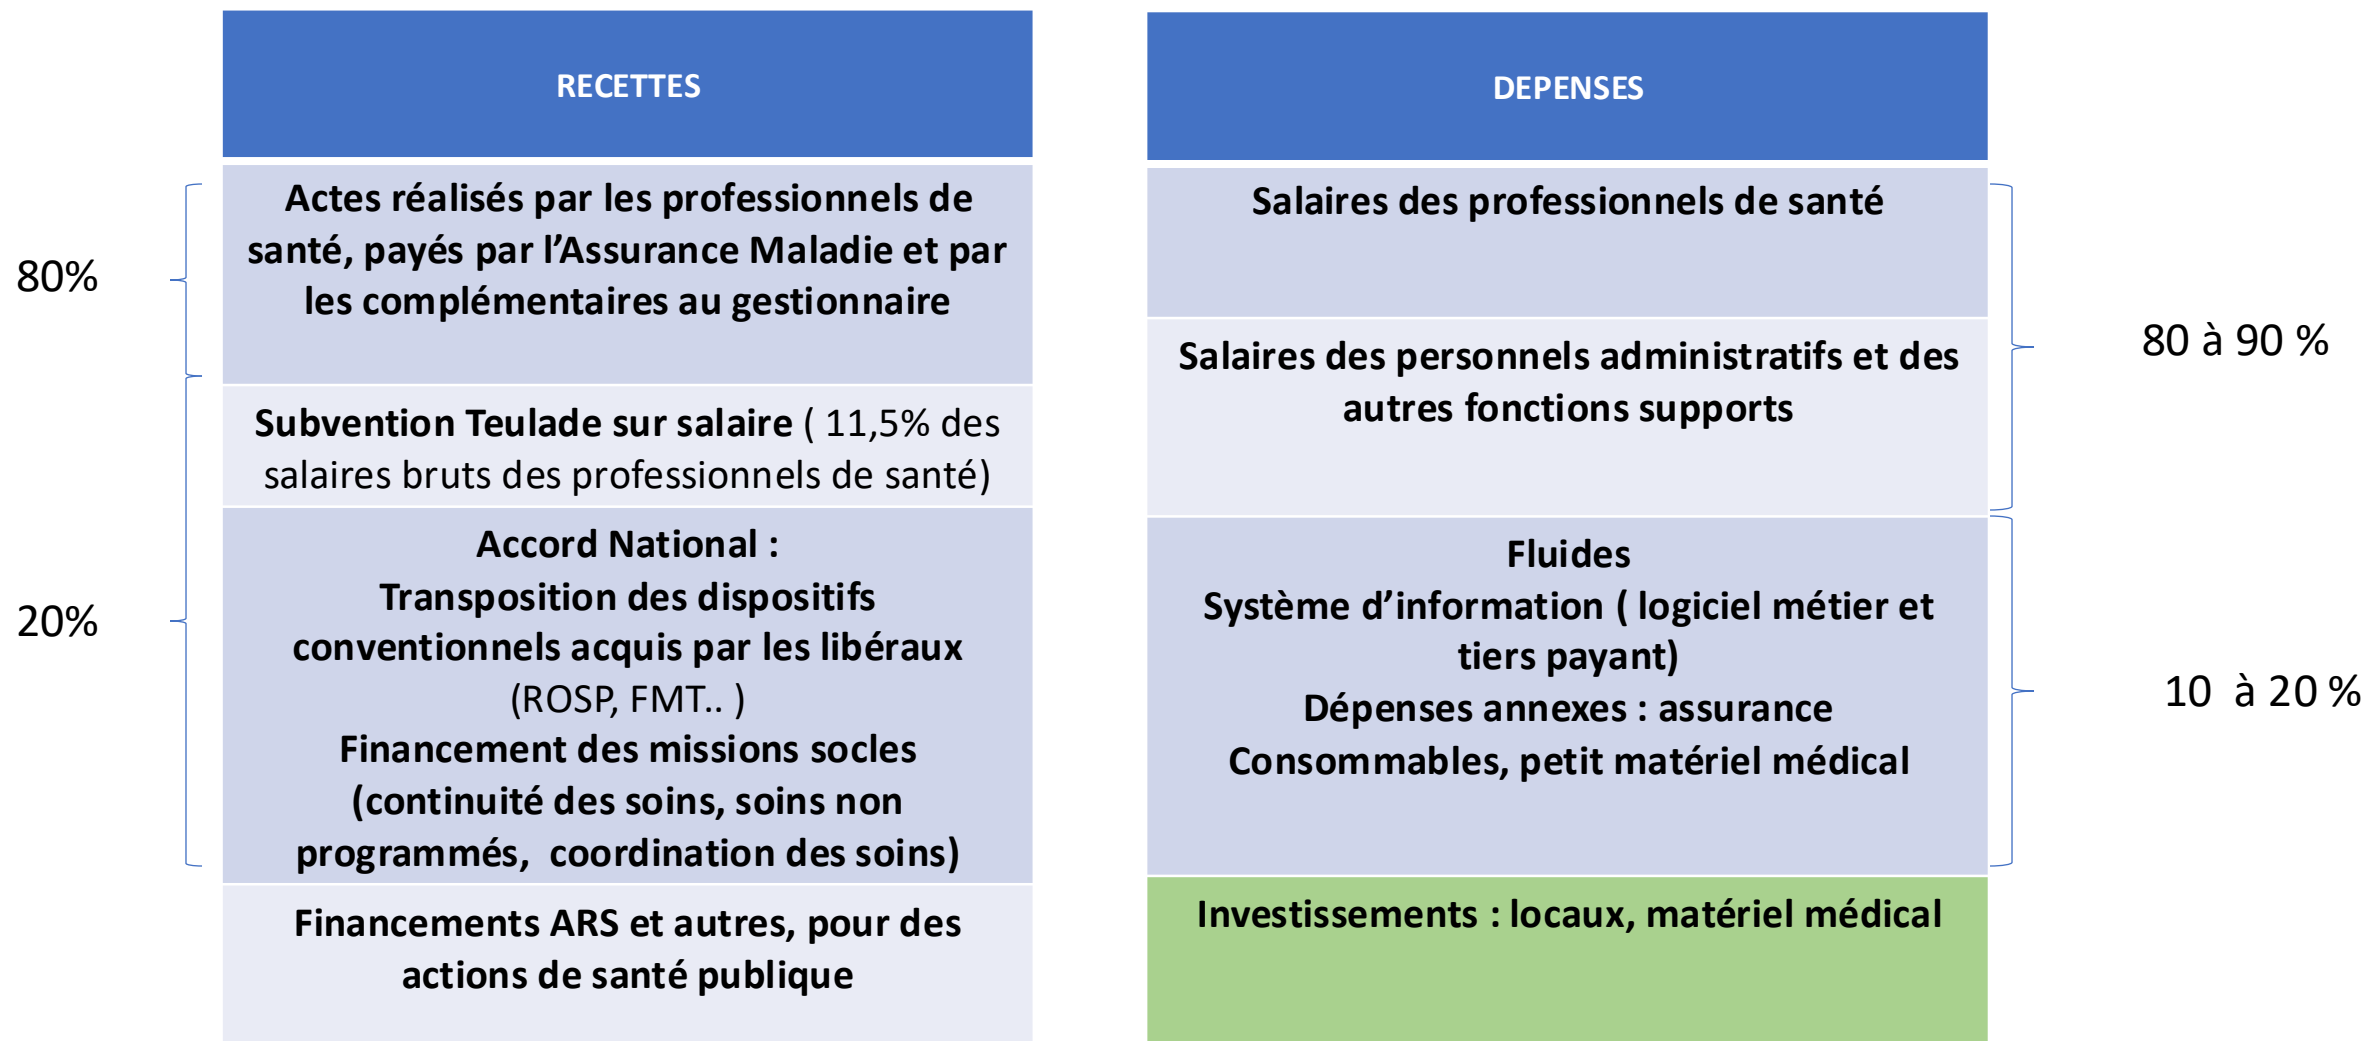 RECETTES
80%
Actes réalisés par les professionnels de
santé, payés par l’Assurance Maladie et par
les complémentaires au gestionnaire
Subvention Teulade sur salaire ( 11,5% des
salaires bruts des professionnels de santé)
20%
Accord National :
Transposition des dispositifs
conventionnels acquis par les libéraux
(ROSP, FMT.. )
Financement des missions socles
(continuité des soins, soins non
programmés, coordination des soins)
Financements ARS et autres, pour des
actions de santé publique
DEPENSES
Salaires des professionnels de santé
Salaires des personnels administratifs et des
autres fonctions supports
80 à 90 %
Fluides
Système d’information ( logiciel métier et
tiers payant)
Dépenses annexes : assurance
Consommables, petit matériel médical
10 à 20 %
Investissements : locaux, matériel médical